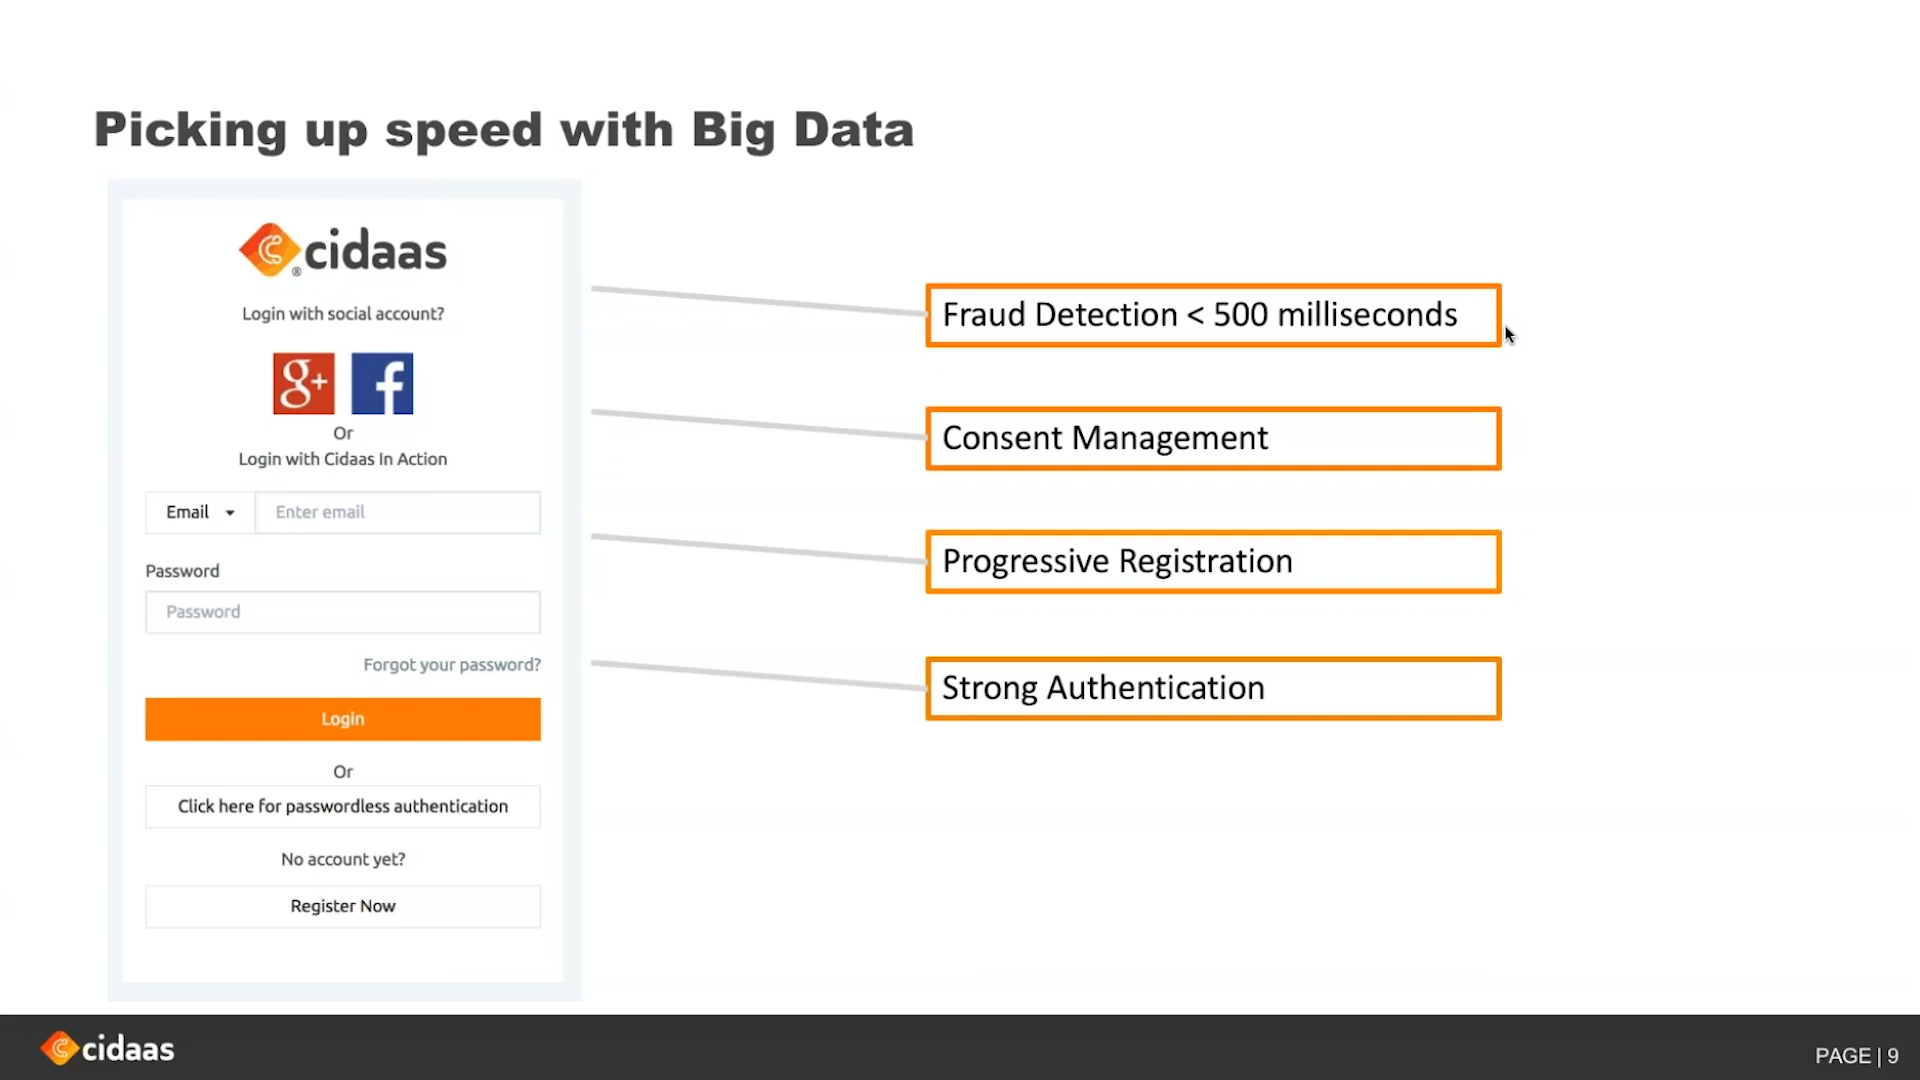 Picking up speed with Big Data
cidaas
®
Login with social account?
g+ f
Or
Login with Cidaas In Action
Email Enter email
Password
Password
Forgot your password?
Login
Or
Click here for passwordless authentication
No account yet?
Register Now
Fraud Detection < 500 milliseconds
Consent Management
Progressive Registration
Strong Authentication
cidaas
PAGE | 9